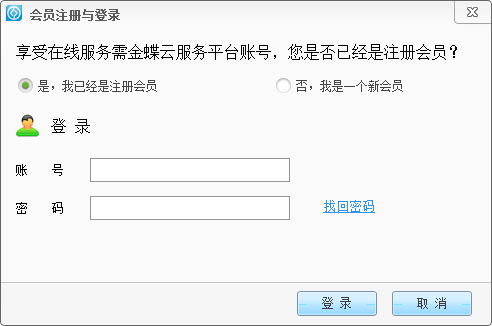 会员注册与登录
享受在线服务需金蝶云服务平台账号，您是否已经是注册会员？
是，我已经是注册会员 否，我是一个新会员
登 录
账 号
密 码 找回密码
登 录 取 消